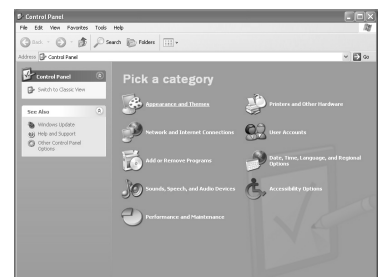 Control Panel
File Edit View Favorites Tools Help
Back Search Folders
Address Control Panel Go
Control Panel
Switch to Classic View
See Also
Windows Update
Help and Support
Other Control Panel
Options
Pick a category
Appearance and Themes
Printers and Other Hardware
Network and Internet Connections
User Accounts
Add or Remove Programs
Date, Time, Language, and Regional
Options
Sounds, Speech, and Audio Devices
Accessibility Options
Performance and Maintenance